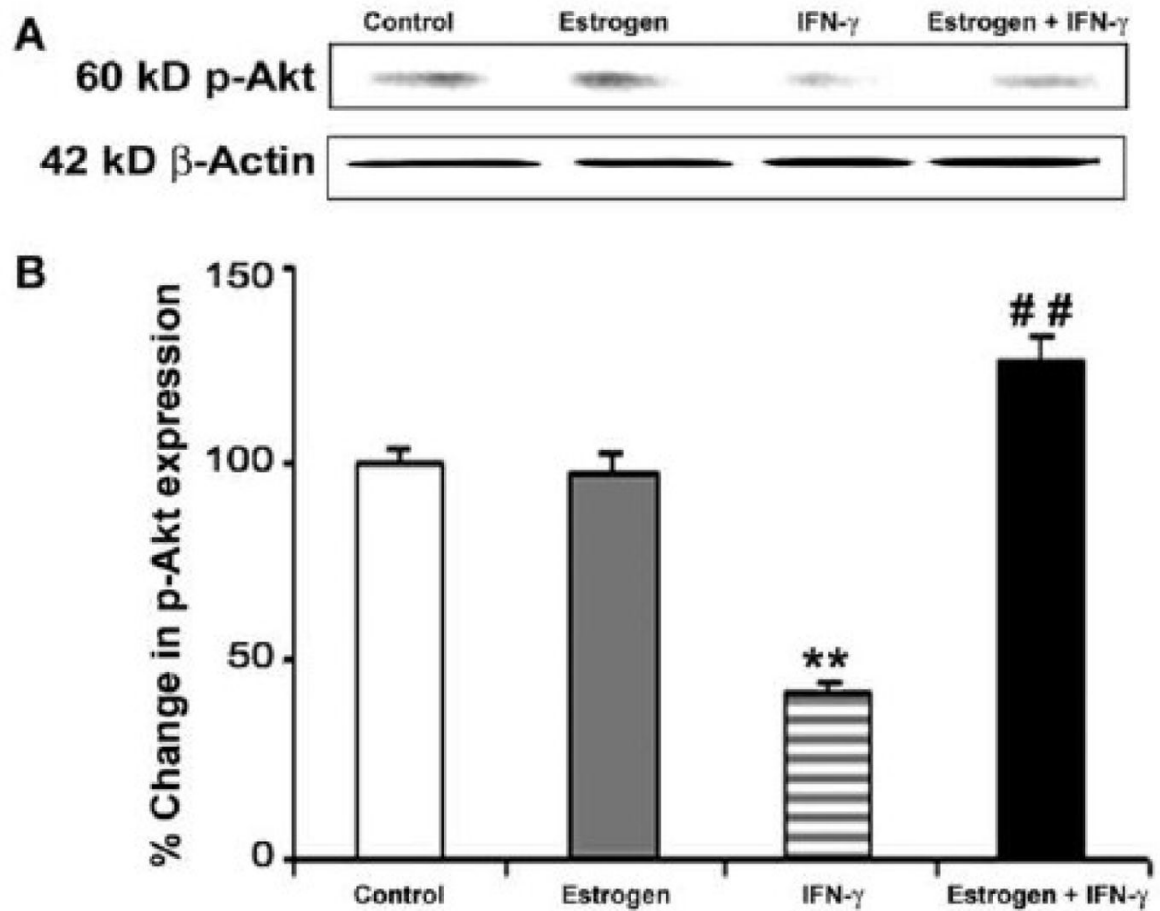 A
Control Estrogen IFN-γ Estrogen + IFN-γ
60 kD p-Akt
42 kD β-Actin
B
% Change in p-Akt expression
150
100
50
0
**
# #
Control Estrogen IFN-γ Estrogen + IFN-γ